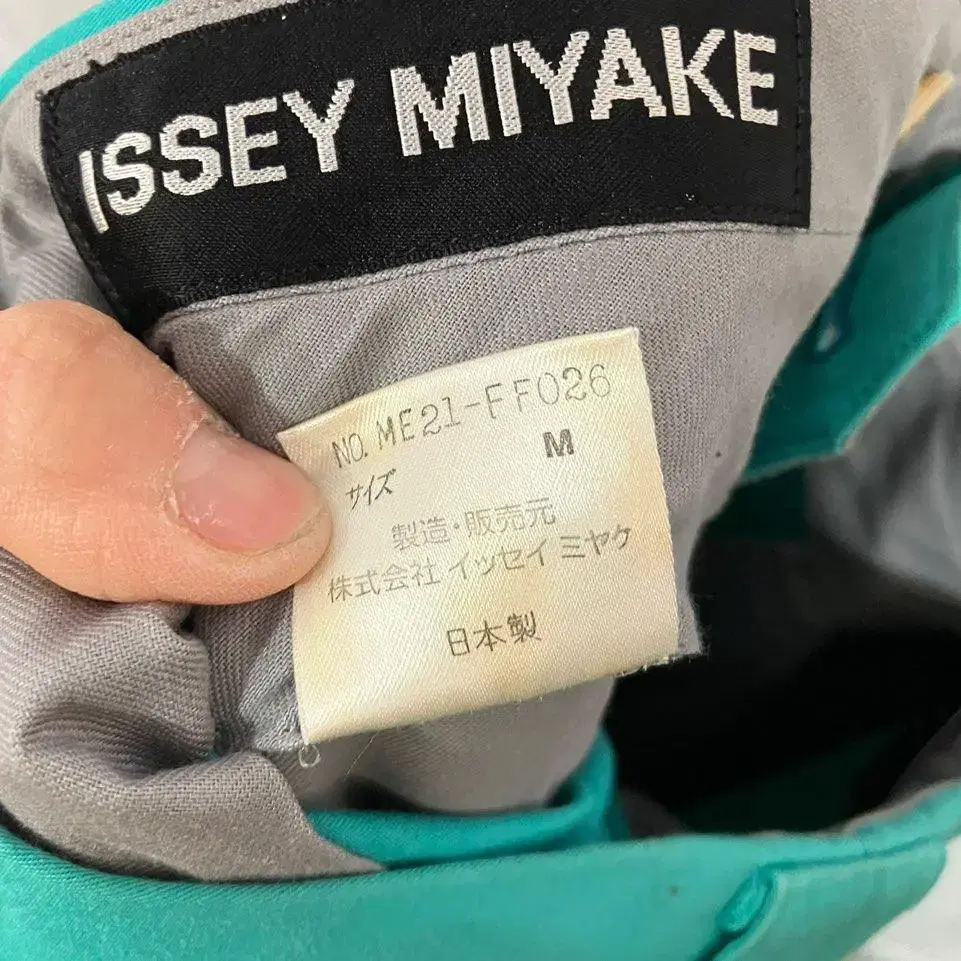 ISSEY MIYAKE
NO. ME21-FF026
サイズ M
製造・販売元
株式会社 イッセイ ミヤケ
日本製